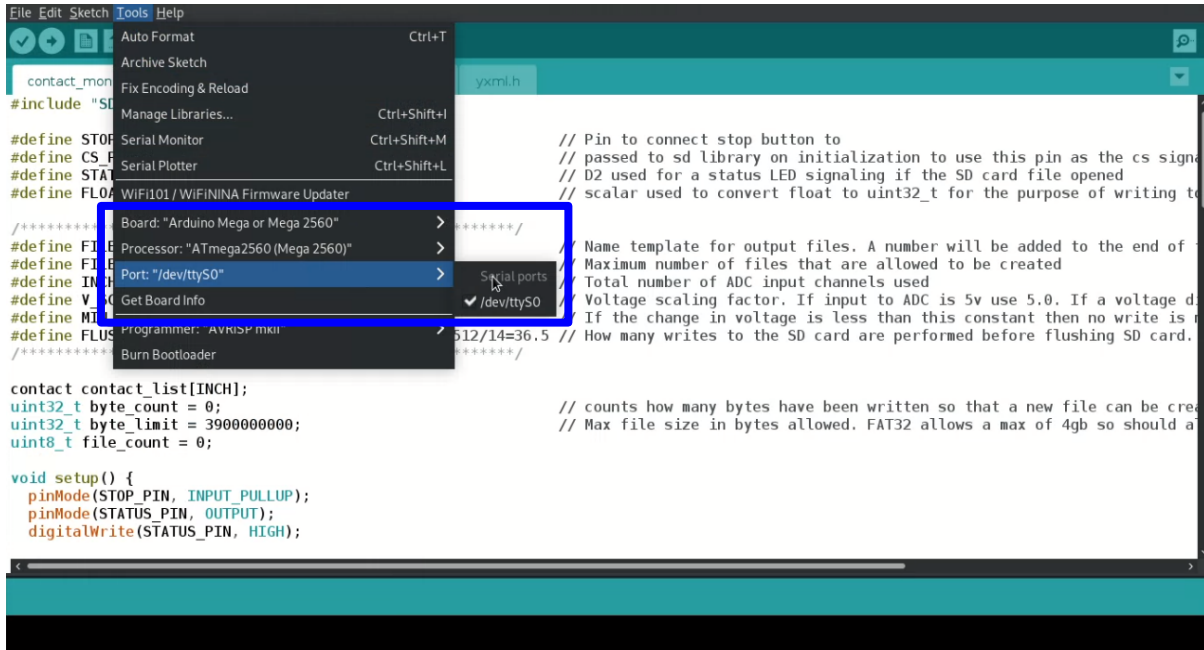 File Edit Sketch Tools Help
Auto Format Ctrl+T
Archive Sketch
contact_mon yxml.h
Fix Encoding & Reload
#include "SD
Manage Libraries... Ctrl+Shift+I
#define STOP Serial Monitor Ctrl+Shift+M // Pin to connect stop button to
#define CS_P Serial Plotter Ctrl+Shift+L // passed to sd library on initialization to use this pin as the cs signa
#define STAT // D2 used for a status LED signaling if the SD card file opened
#define FLOA WiFi101 / WiFiNINA Firmware Updater // scalar used to convert float to uint32_t for the purpose of writing to
Board: "Arduino Mega or Mega 2560"
#define FILE Processor: "ATmega2560 (Mega 2560)" // Name template for output files. A number will be added to the end of
#define FILE // Maximum number of files that are allowed to be created
Port: "/dev/ttyS0" Serial ports
#define INCH // Total number of ADC input channels used
Get Board Info /dev/ttyS0
#define V_SC // Voltage scaling factor. If input to ADC is 5v use 5.0. If a voltage di
#define MIN // If the change in voltage is less than this constant then no write is
Programmer: "AVRISP mkII"
#define FLUS 512/14=36.5 // How many writes to the SD card are performed before flushing SD card.
Burn Bootloader
contact contact_list[INCH];
uint32_t byte_count = 0; // counts how many bytes have been written so that a new file can be crea
uint32_t byte_limit = 3900000000; // Max file size in bytes allowed. FAT32 allows a max of 4gb so should a
uint8_t file_count = 0;
void setup() {
pinMode(STOP_PIN, INPUT_PULLUP);
pinMode(STATUS_PIN, OUTPUT);
digitalWrite(STATUS_PIN, HIGH);